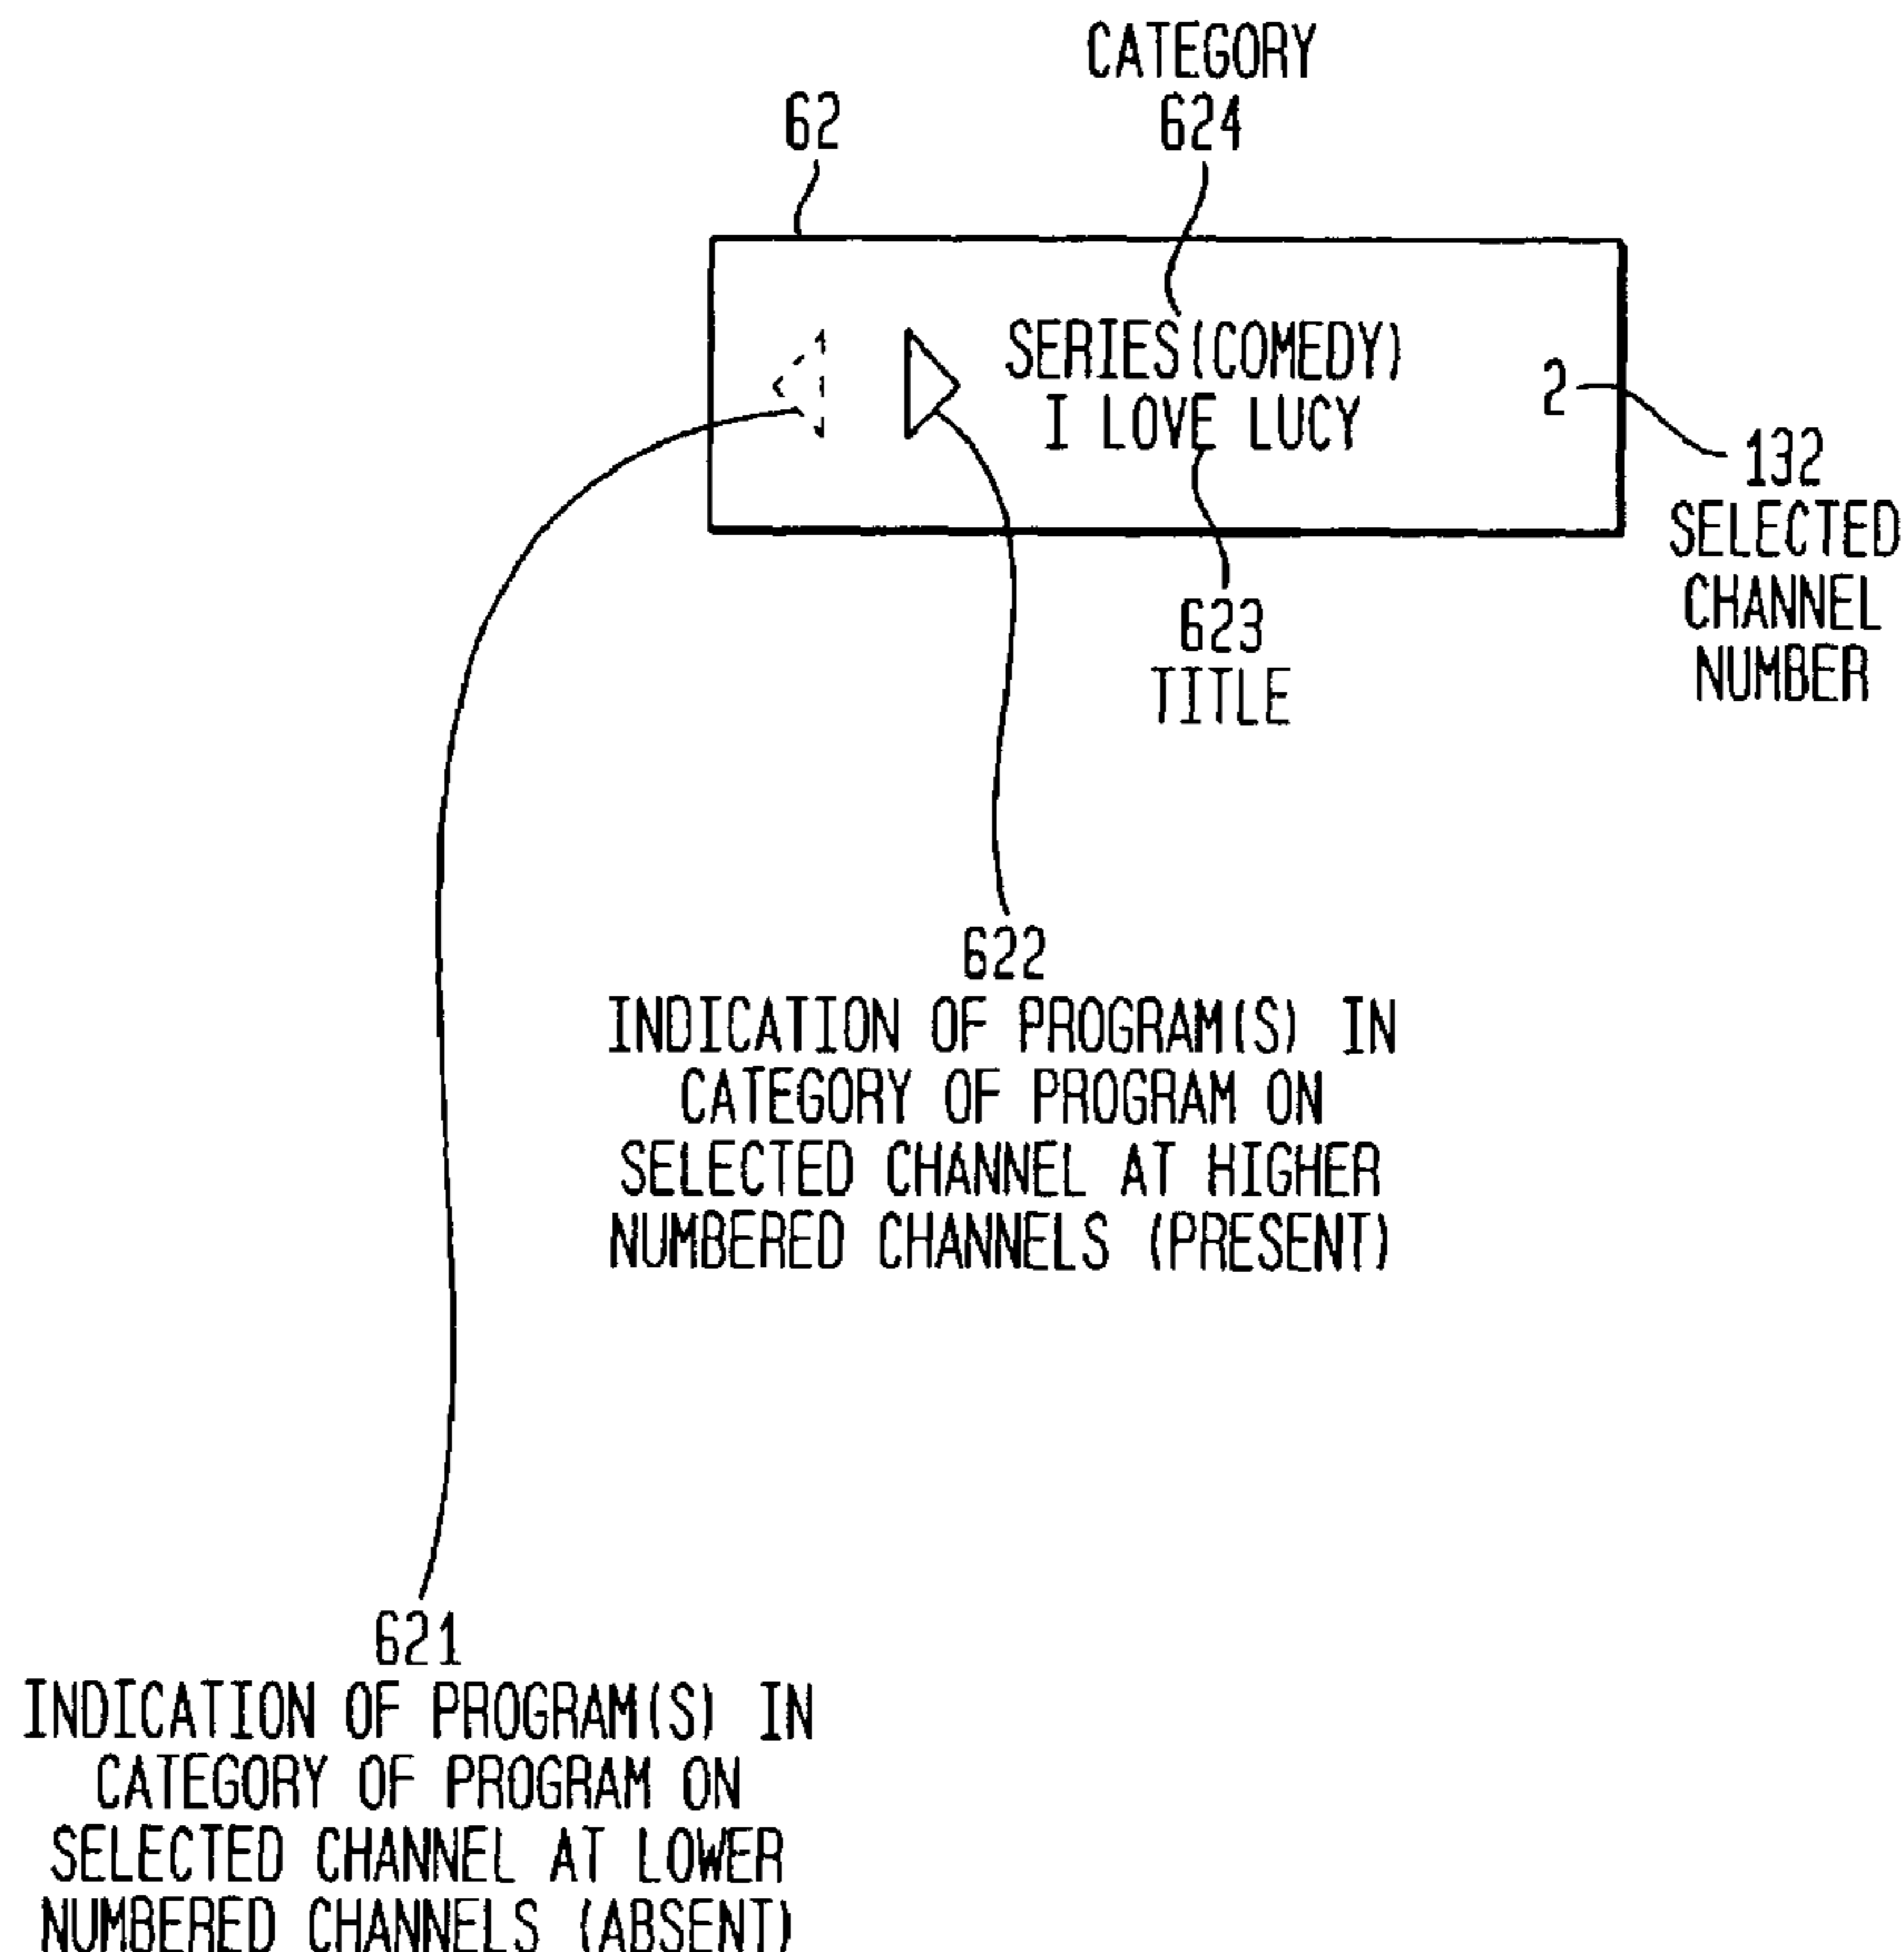 CATEGORY
62
624
SERIES(COMEDY)
I LOVE LUCY
2
132
SELECTED
CHANNEL
NUMBER
623
TITLE
622
INDICATION OF PROGRAM(S) IN
CATEGORY OF PROGRAM ON
SELECTED CHANNEL AT HIGHER
NUMBERED CHANNELS (PRESENT)
621
INDICATION OF PROGRAM(S) IN
CATEGORY OF PROGRAM ON
SELECTED CHANNEL AT LOWER
NUMBERED CHANNELS (ABSENT)